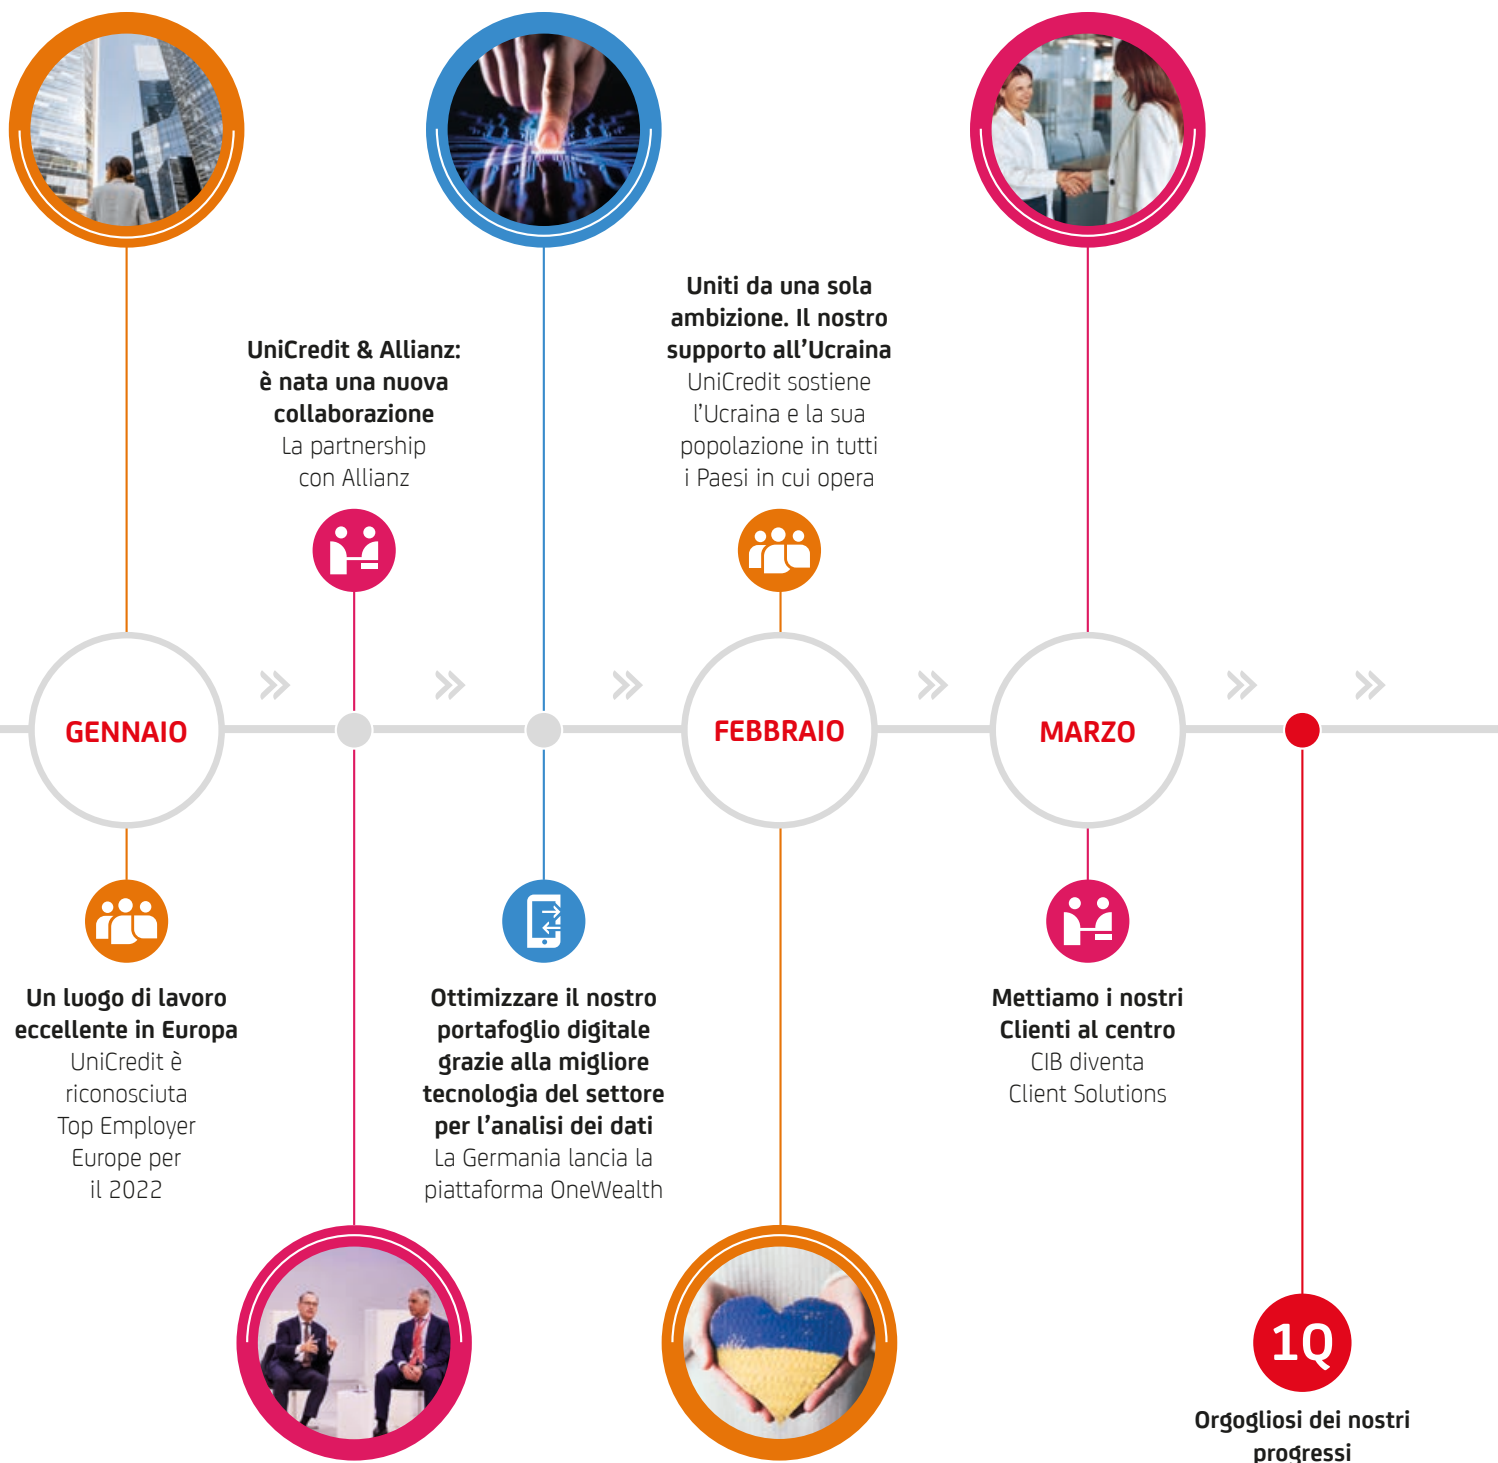 UniCredit & Allianz:
è nata una nuova
collaborazione
La partnership
con Allianz
Uniti da una sola
ambizione. Il nostro
supporto all’Ucraina
UniCredit sostiene
l’Ucraina e la sua
popolazione in tutti
i Paesi in cui opera
GENNAIO
FEBBRAIO
MARZO
Un luogo di lavoro
eccellente in Europa
UniCredit è
riconosciuta
Top Employer
Europe per
il 2022
Ottimizzare il nostro
portafoglio digitale
grazie alla migliore
tecnologia del settore
per l’analisi dei dati
La Germania lancia la
piattaforma OneWealth
Mettiamo i nostri
Clienti al centro
CIB diventa
Client Solutions
1Q
Orgogliosi dei nostri
progressi